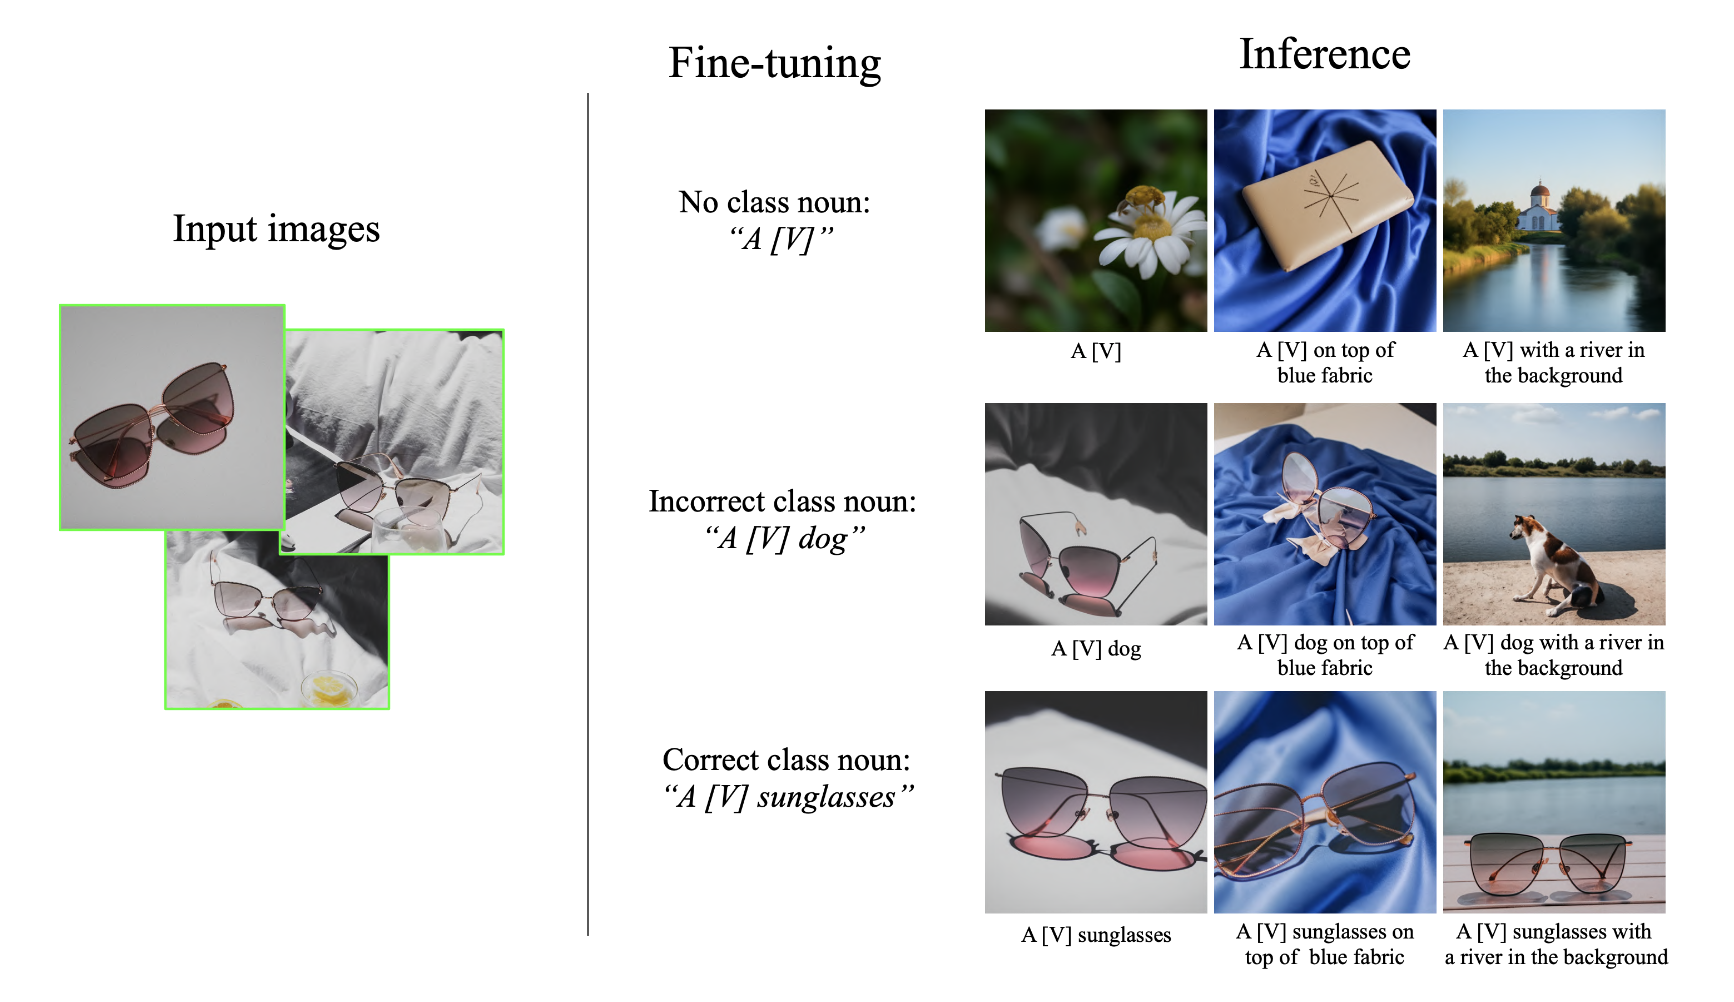 Fine-tuning
Inference
Input images
No class noun:
“A [V]”
A [V]
A [V] on top of
blue fabric
A [V] with a river in
the background
Incorrect class noun:
“A [V] dog”
A [V] dog
A [V] dog on top of
blue fabric
A [V] dog with a river in
the background
Correct class noun:
“A [V] sunglasses”
A [V] sunglasses
A [V] sunglasses on
top of blue fabric
A [V] sunglasses with
a river in the background